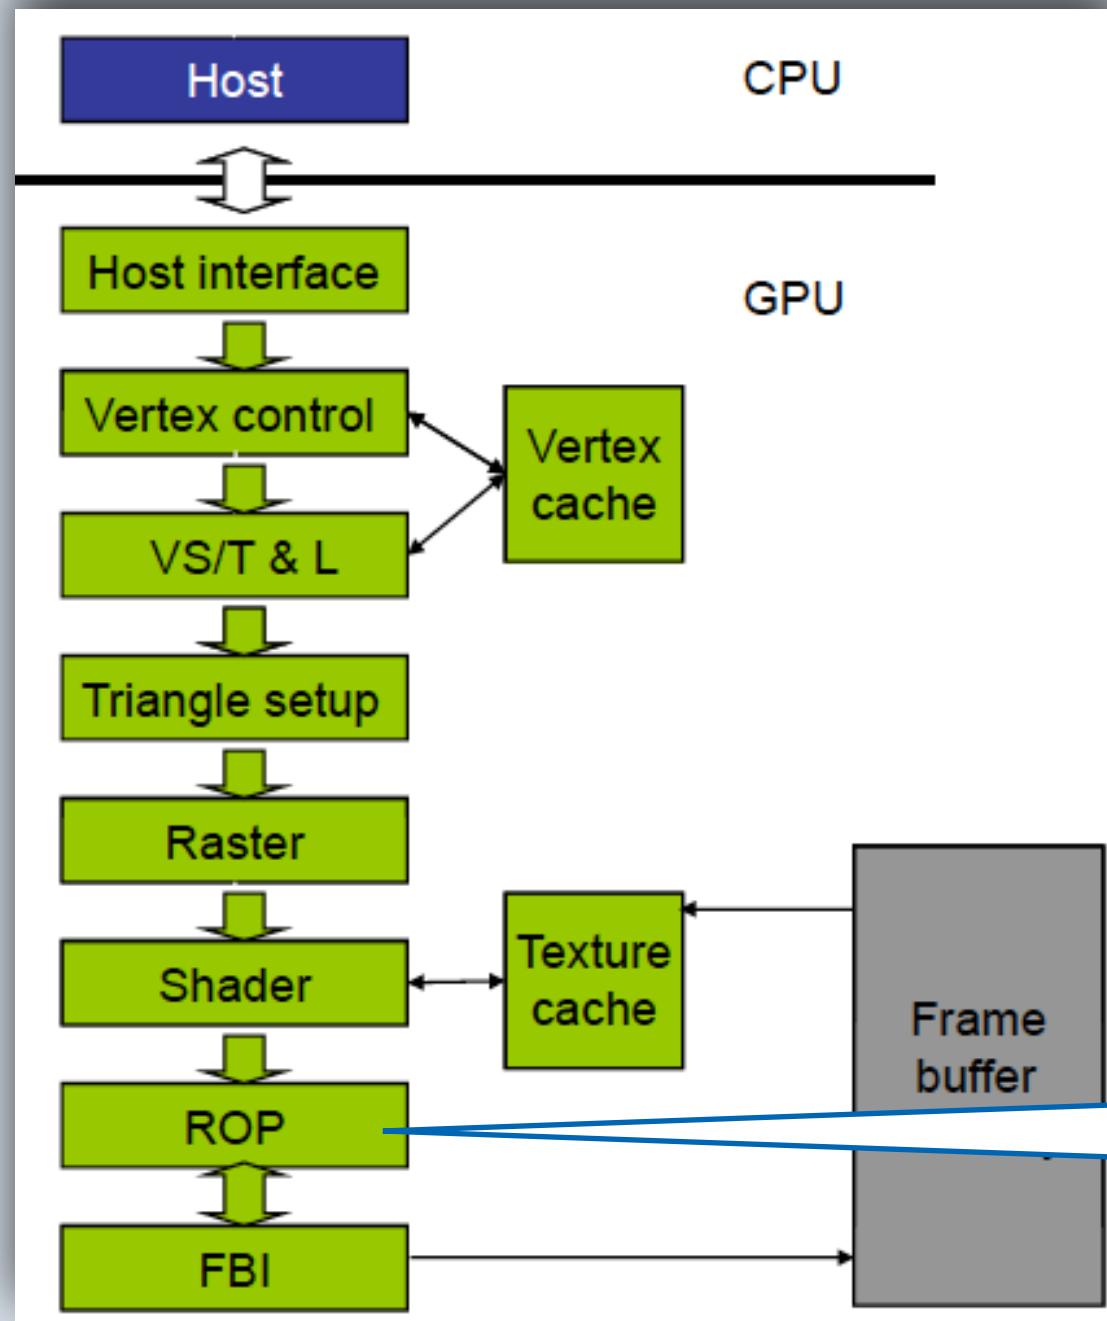 Host
CPU
Host interface
GPU
Vertex control
Vertex
cache
VS/T & L
Triangle setup
Raster
Shader
Texture
cache
Frame
buffer
ROP
FBI